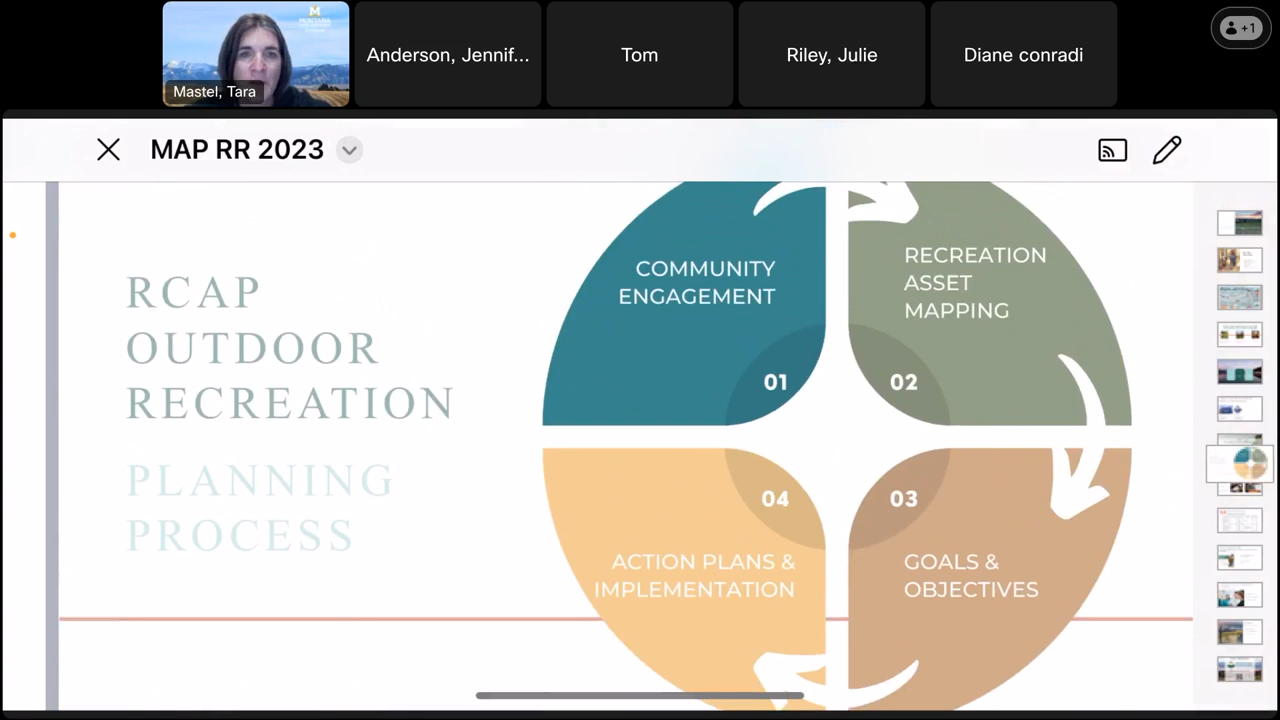 MONTANA
Mastel, Tara
Anderson, Jennif...
Tom
Riley, Julie
Diane conradi
+1
MAP RR 2023
RCAP
OUTDOOR
RECREATION
PLANNING
PROCESS
COMMUNITY
ENGAGEMENT
01
RECREATION
ASSET
MAPPING
02
04
ACTION PLANS &
IMPLEMENTATION
03
GOALS &
OBJECTIVES